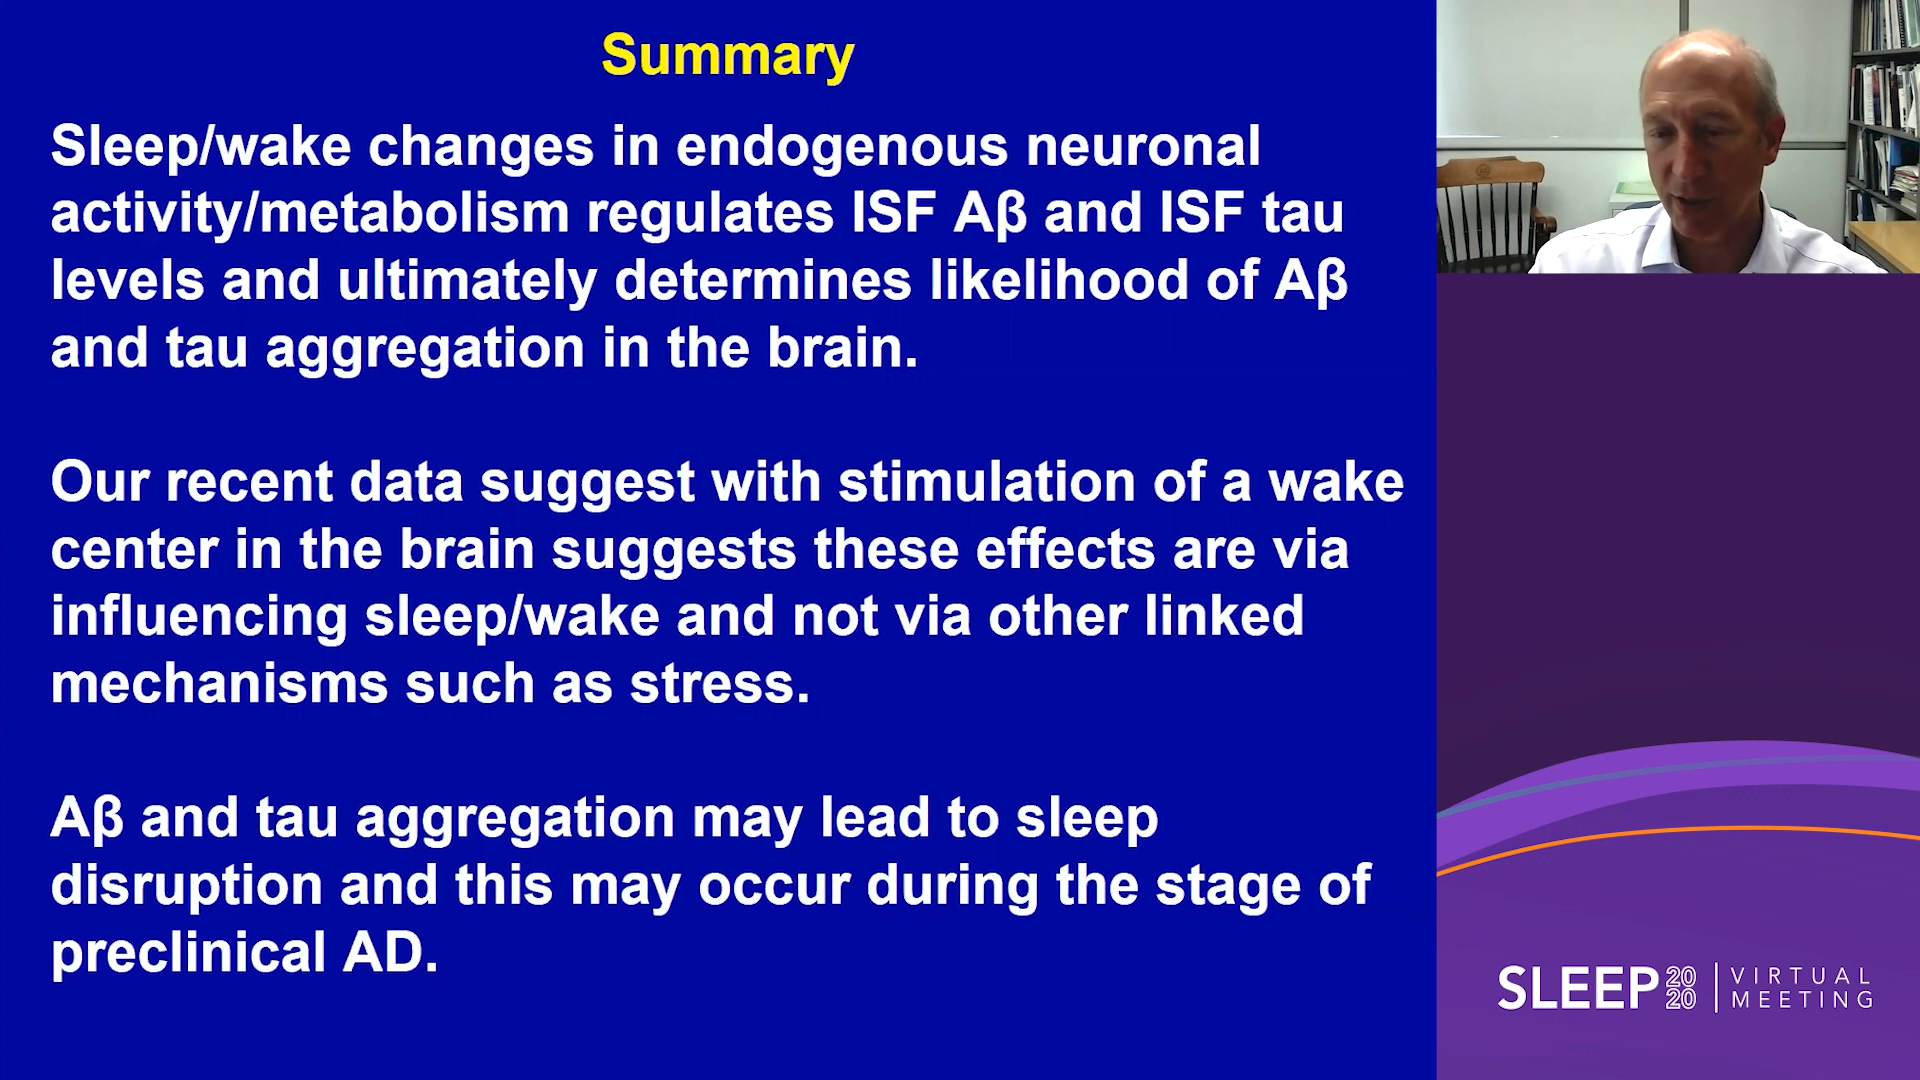 Summary
Sleep/wake changes in endogenous neuronal
activity/metabolism regulates ISF Aβ and ISF tau
levels and ultimately determines likelihood of Aβ
and tau aggregation in the brain.
Our recent data suggest with stimulation of a wake
center in the brain suggests these effects are via
influencing sleep/wake and not via other linked
mechanisms such as stress.
Aβ and tau aggregation may lead to sleep
disruption and this may occur during the stage of
preclinical AD.
SLEEP 2020 | VIRTUAL
MEETING